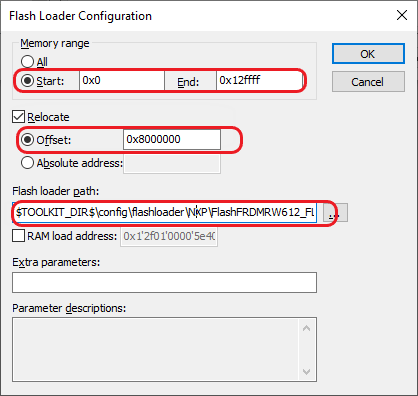 Flash Loader Configuration
Memory range
All
Start: 0x0 End: 0x12ffff
OK
Cancel
Relocate
Offset: 0x8000000
Absolute address:
Flash loader path:
$TOOLKIT_DIR$\config\flashloader\NXP\FlashFRDMRW612_FL ...
RAM load address: 0x1'2f01'0000'5e40
Extra parameters:
Parameter descriptions: